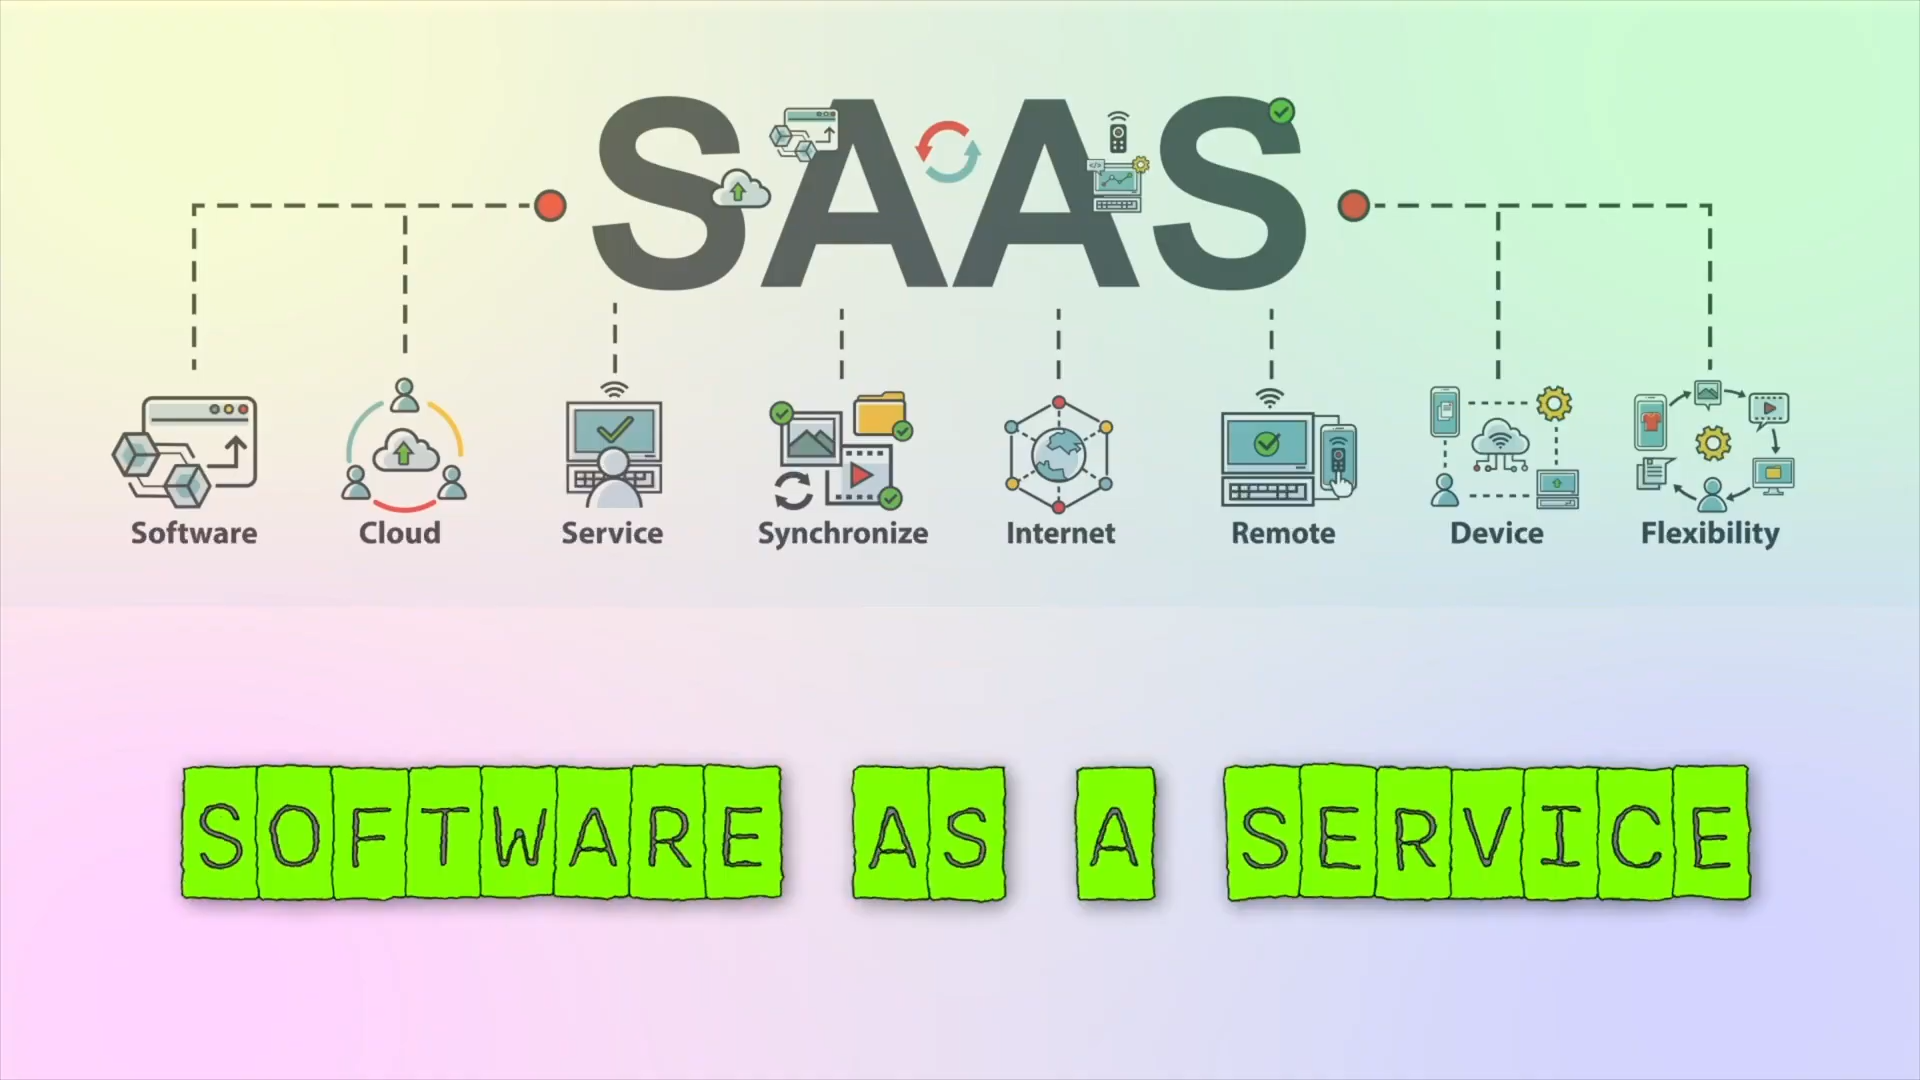 SAAS
Software Cloud Service Synchronize Internet Remote Device Flexibility
SOFTWARE AS A SERVICE